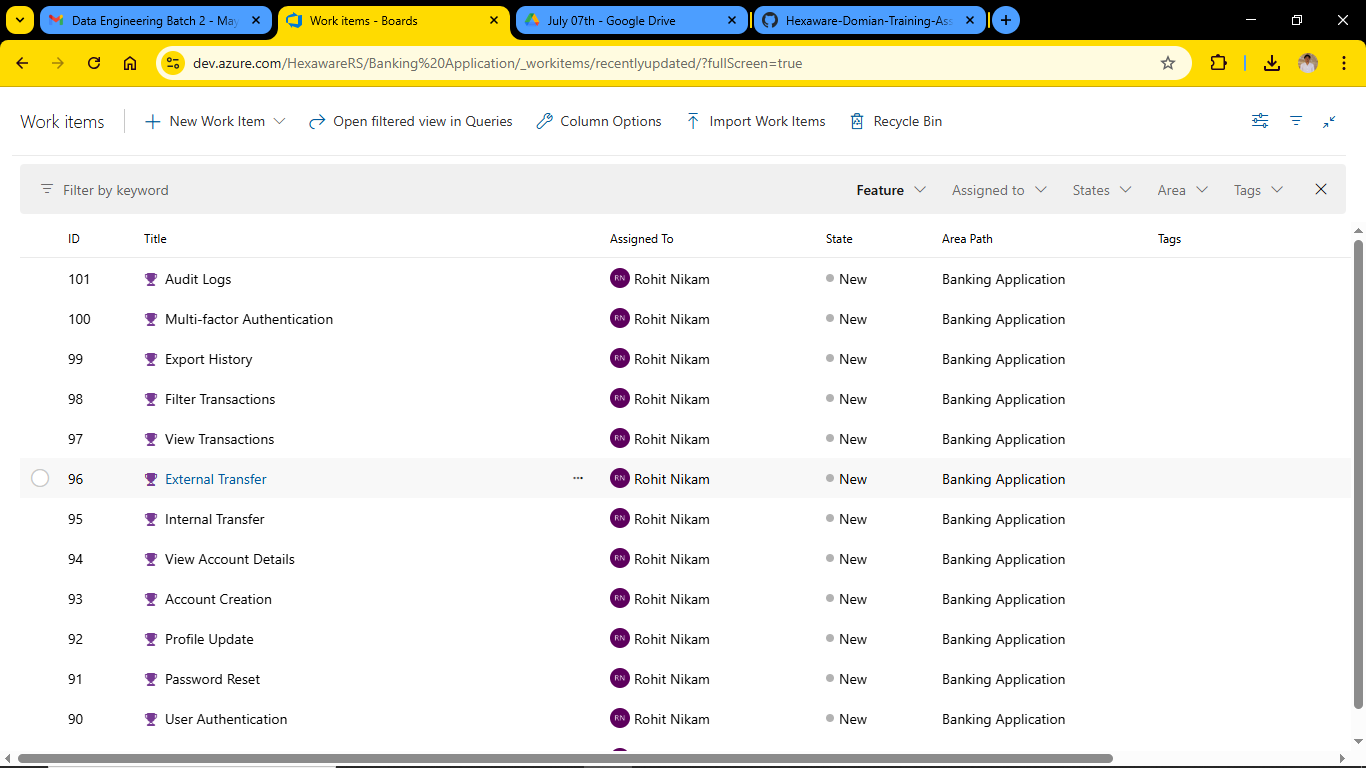 Data Engineering Batch 2 - May
Work items - Boards
July 07th - Google Drive
Hexaware-Domian-Training-Ass
dev.azure.com/HexawareRS/Banking%20Application/_workitems/recentlyupdated/?fullScreen=true
Work items New Work Item Open filtered view in Queries Column Options Import Work Items Recycle Bin
Filter by keyword Feature Assigned to States Area Tags
ID Title Assigned To State Area Path Tags
101 Audit Logs RN Rohit Nikam New Banking Application
100 Multi-factor Authentication RN Rohit Nikam New Banking Application
99 Export History RN Rohit Nikam New Banking Application
98 Filter Transactions RN Rohit Nikam New Banking Application
97 View Transactions RN Rohit Nikam New Banking Application
96 External Transfer ... RN Rohit Nikam New Banking Application
95 Internal Transfer RN Rohit Nikam New Banking Application
94 View Account Details RN Rohit Nikam New Banking Application
93 Account Creation RN Rohit Nikam New Banking Application
92 Profile Update RN Rohit Nikam New Banking Application
91 Password Reset RN Rohit Nikam New Banking Application
90 User Authentication RN Rohit Nikam New Banking Application